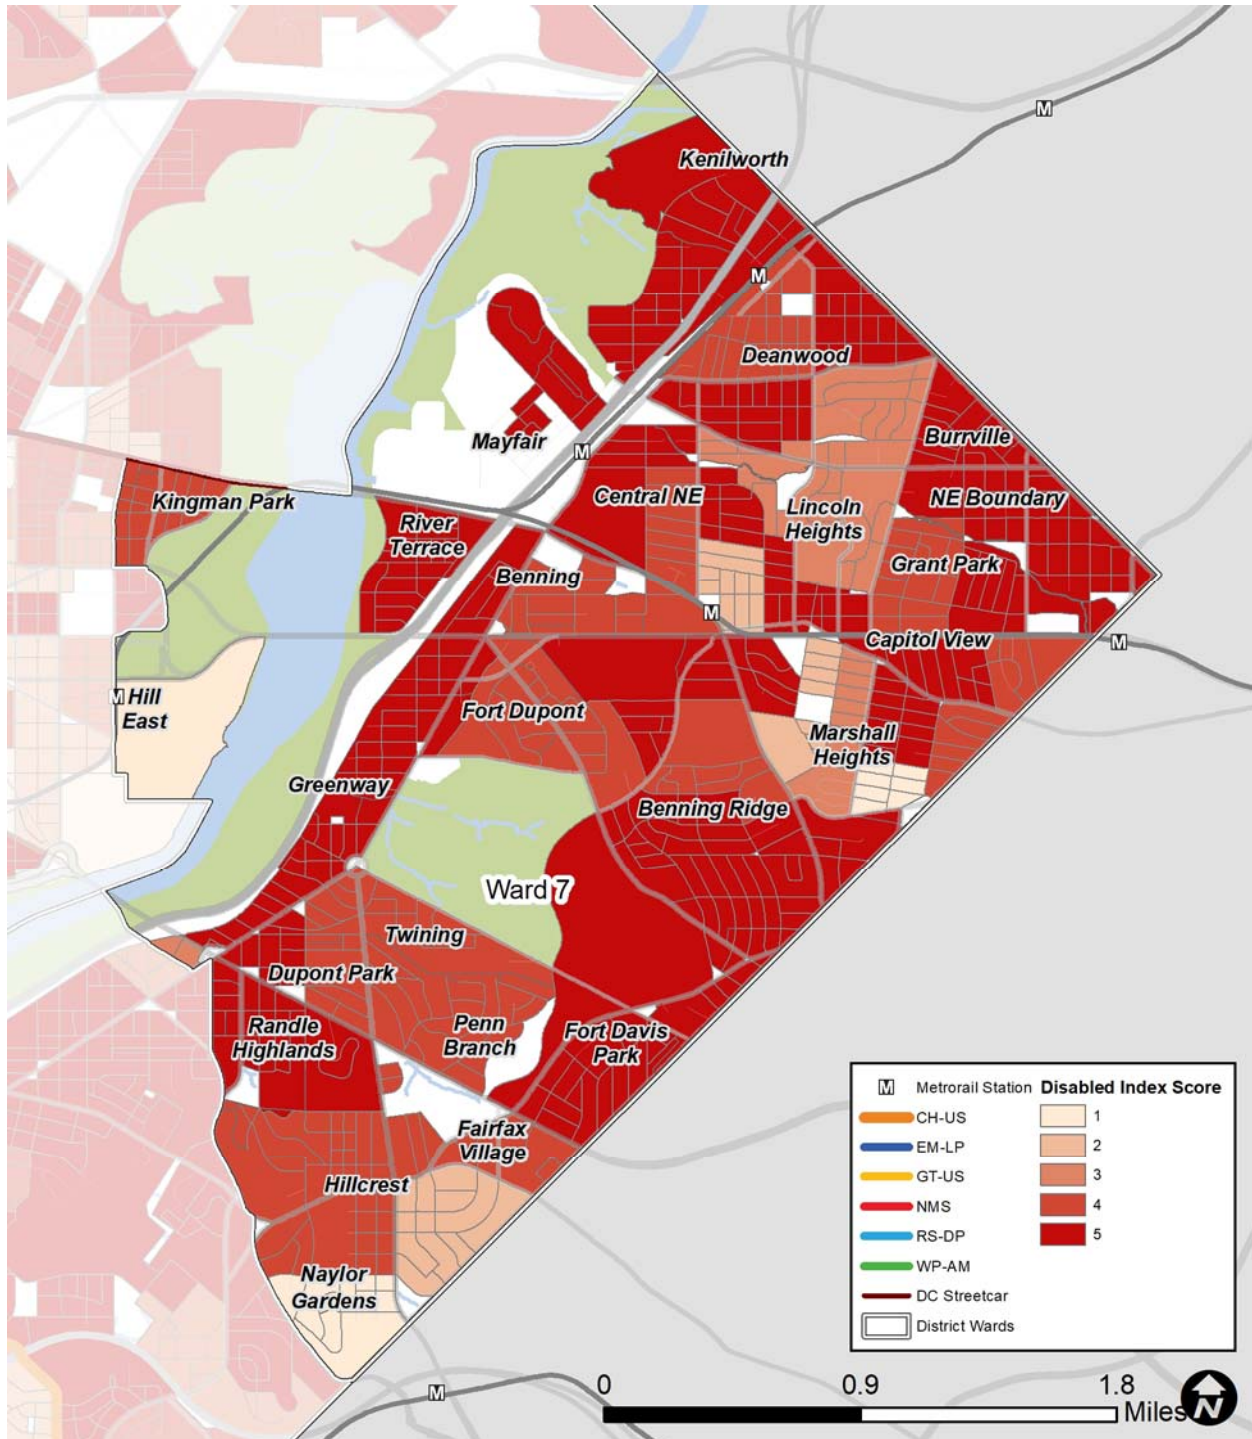 Kenilworth
M
M
Deanwood
Burrville
Mayfair
M
Central NE
NE Boundary
Kingman Park
Lincoln
Heights
River
Terrace
Grant Park
Benning
M
Capitol View
M
M
Hill
East
Fort Dupont
Marshall
Heights
Greenway
Benning Ridge
Ward 7
Twining
Dupont Park
Randle
Highlands
Penn
Branch
Fort Davis
Park
Fairfax
Village
Hillcrest
Naylor
Gardens
M
M Metrorail Station
CH-US
EM-LP
GT-US
NMS
RS-DP
WP-AM
DC Streetcar
District Wards
Disabled Index Score
1
2
3
4
5
0 0.9 1.8
Miles
N